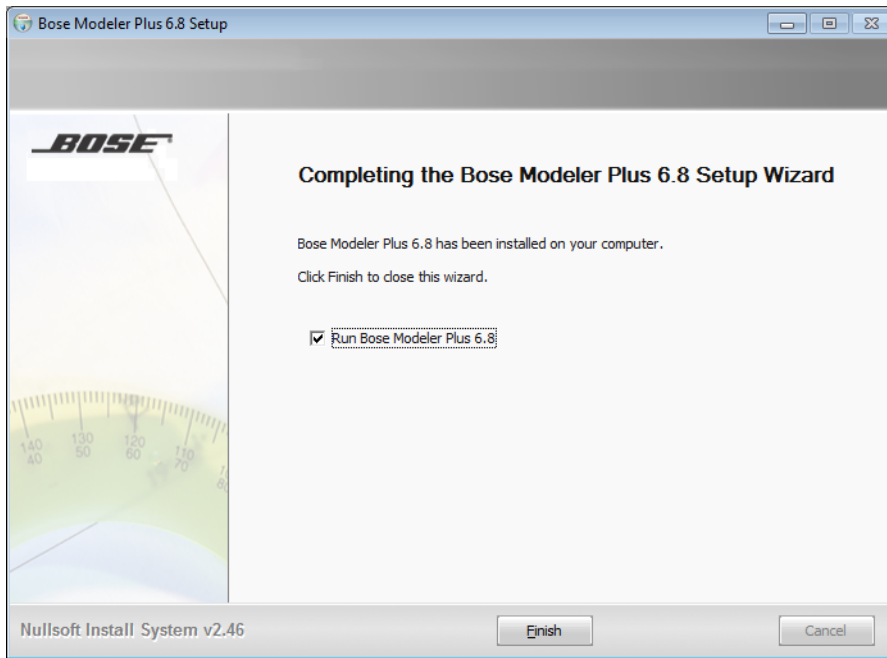 Bose Modeler Plus 6.8 Setup
BOSE
Completing the Bose Modeler Plus 6.8 Setup Wizard
Bose Modeler Plus 6.8 has been installed on your computer.
Click Finish to close this wizard.
Run Bose Modeler Plus 6.8
140 130 120 110
40 50 60 70 80
Nullsoft Install System v2.46
Finish
Cancel